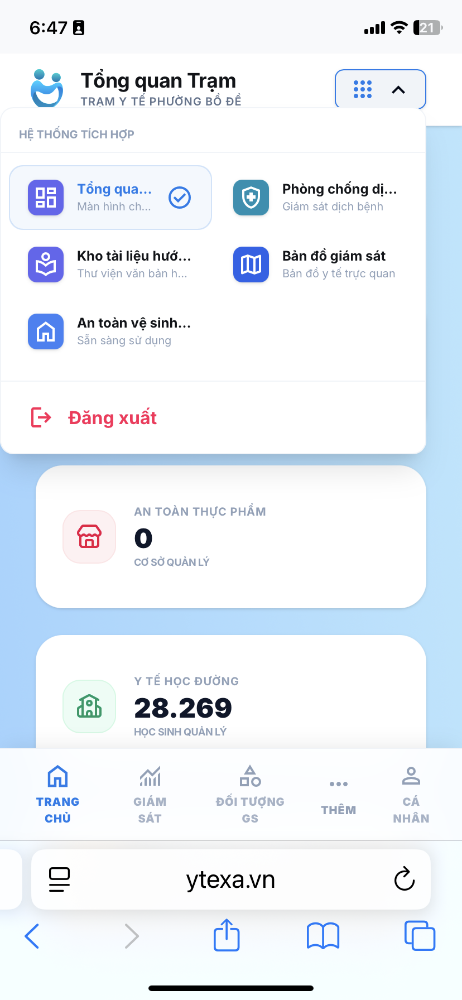 6:47
21
Tổng quan Trạm
TRẠM Y TẾ PHƯỜNG BỒ ĐỀ
HỆ THỐNG TÍCH HỢP
Tổng qua...
Màn hình ch...
Phòng chống dị...
Giám sát dịch bệnh
Kho tài liệu hướ...
Thư viện văn bản h...
Bản đồ giám sát
Bản đồ y tế trực quan
An toàn vệ sinh...
Sẵn sàng sử dụng
Đăng xuất
AN TOÀN THỰC PHẨM
0
CƠ SỞ QUẢN LÝ
Y TẾ HỌC ĐƯỜNG
28.269
HỌC SINH QUẢN LÝ
TRANG
CHỦ
GIÁM
SÁT
ĐỐI TƯỢNG
GS
THÊM
CÁ
NHÂN
ytexa.vn